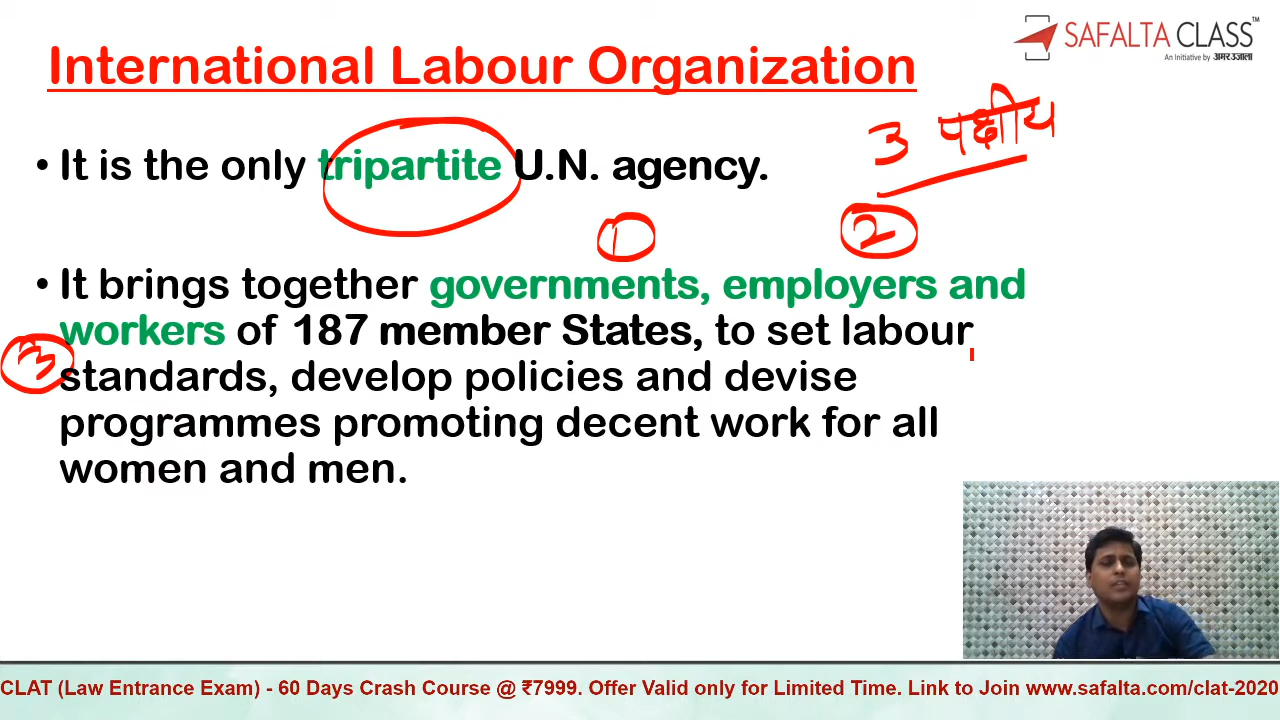 International Labour Organization
SAFALTA CLASS™
An Initiative by अमर उजाला
3 पक्षीय
• It is the only tripartite U.N. agency.
1
2
• It brings together governments, employers and
workers of 187 member States, to set labour
3
standards, develop policies and devise
programmes promoting decent work for all
women and men.
CLAT (Law Entrance Exam) - 60 Days Crash Course @ ₹7999. Offer Valid only for Limited Time. Link to Join www.safalta.com/clat-2020